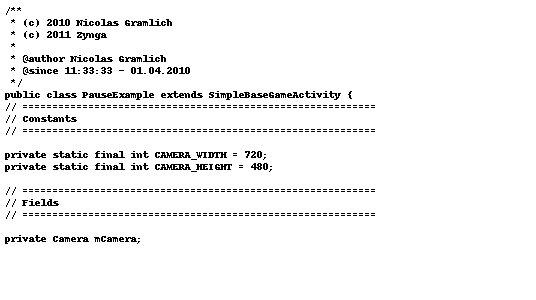 /**
 * (c) 2010 Nicolas Gramlich
 * (c) 2011 Zynga
 *
 * @author Nicolas Gramlich
 * @since 11:33:33 - 01.04.2010
 */
public class PauseExample extends SimpleBaseGameActivity {
// ===========================================================
// Constants
// ===========================================================
private static final int CAMERA_WIDTH = 720;
private static final int CAMERA_HEIGHT = 480;
// ===========================================================
// Fields
// ===========================================================
private Camera mCamera;